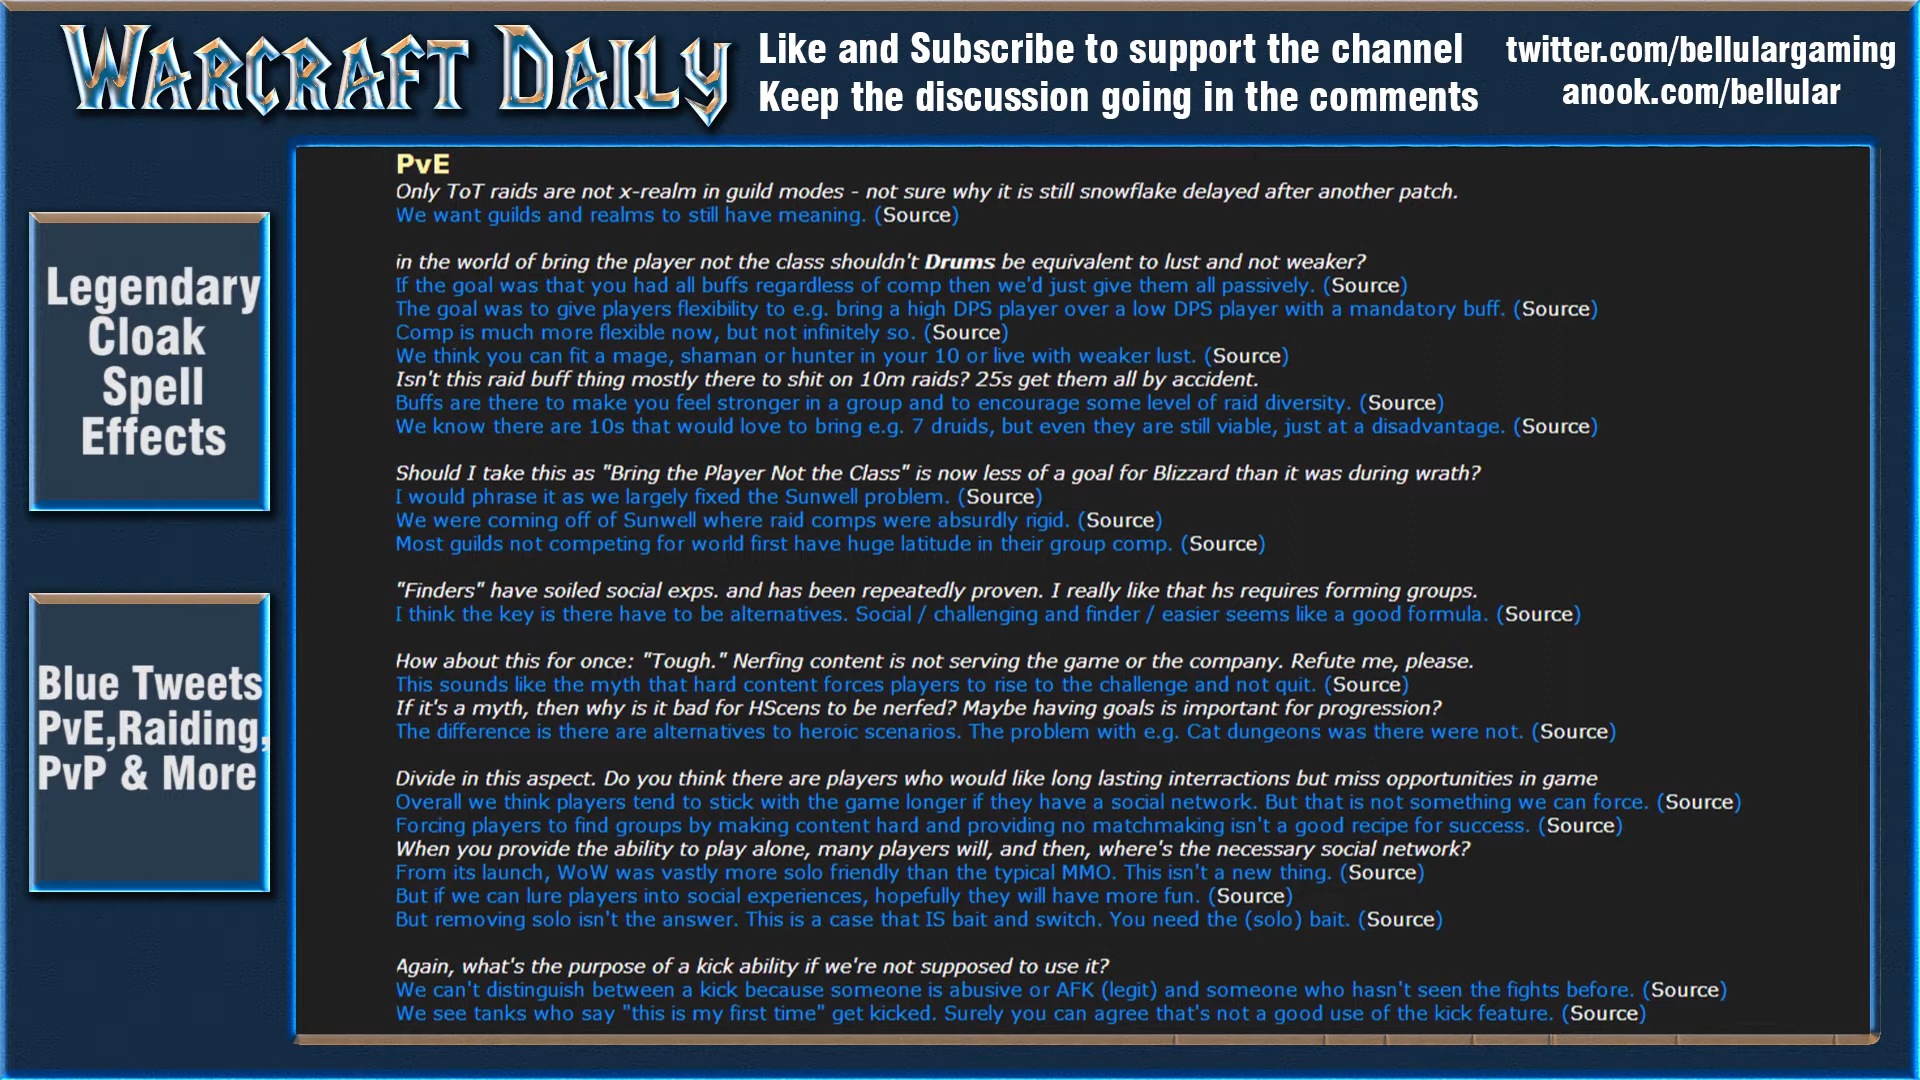 WARCRAFT DAILY
Like and Subscribe to support the channel
Keep the discussion going in the comments
twitter.com/bellulargaming
anook.com/bellular
Legendary
Cloak
Spell
Effects
Blue Tweets
PvE,Raiding,
PvP & More
PvE
Only ToT raids are not x-realm in guild modes - not sure why it is still snowflake delayed after another patch.
We want guilds and realms to still have meaning. (Source)
in the world of bring the player not the class shouldn't Drums be equivalent to lust and not weaker?
If the goal was that you had all buffs regardless of comp then we'd just give them all passively. (Source)
The goal was to give players flexibility to e.g. bring a high DPS player over a low DPS player with a mandatory buff. (Source)
Comp is much more flexible now, but not infinitely so. (Source)
We think you can fit a mage, shaman or hunter in your 10 or live with weaker lust. (Source)
Isn't this raid buff thing mostly there to shit on 10m raids? 25s get them all by accident.
Buffs are there to make you feel stronger in a group and to encourage some level of raid diversity. (Source)
We know there are 10s that would love to bring e.g. 7 druids, but even they are still viable, just at a disadvantage. (Source)
Should I take this as "Bring the Player Not the Class" is now less of a goal for Blizzard than it was during wrath?
I would phrase it as we largely fixed the Sunwell problem. (Source)
We were coming off of Sunwell where raid comps were absurdly rigid. (Source)
Most guilds not competing for world first have huge latitude in their group comp. (Source)
"Finders" have soiled social exps. and has been repeatedly proven. I really like that hs requires forming groups.
I think the key is there have to be alternatives. Social / challenging and finder / easier seems like a good formula. (Source)
How about this for once: "Tough." Nerfing content is not serving the game or the company. Refute me, please.
This sounds like the myth that hard content forces players to rise to the challenge and not quit. (Source)
If it's a myth, then why is it bad for HScens to be nerfed? Maybe having goals is important for progression?
The difference is there are alternatives to heroic scenarios. The problem with e.g. Cat dungeons was there were not. (Source)
Divide in this aspect. Do you think there are players who would like long lasting interractions but miss opportunities in game
Overall we think players tend to stick with the game longer if they have a social network. But that is not something we can force. (Source)
Forcing players to find groups by making content hard and providing no matchmaking isn't a good recipe for success. (Source)
When you provide the ability to play alone, many players will, and then, where's the necessary social network?
From its launch, WoW was vastly more solo friendly than the typical MMO. This isn't a new thing. (Source)
But if we can lure players into social experiences, hopefully they will have more fun. (Source)
But removing solo isn't the answer. This is a case that IS bait and switch. You need the (solo) bait. (Source)
Again, what's the purpose of a kick ability if we're not supposed to use it?
We can't distinguish between a kick because someone is abusive or AFK (legit) and someone who hasn't seen the fights before. (Source)
We see tanks who say "this is my first time" get kicked. Surely you can agree that's not a good use of the kick feature. (Source)